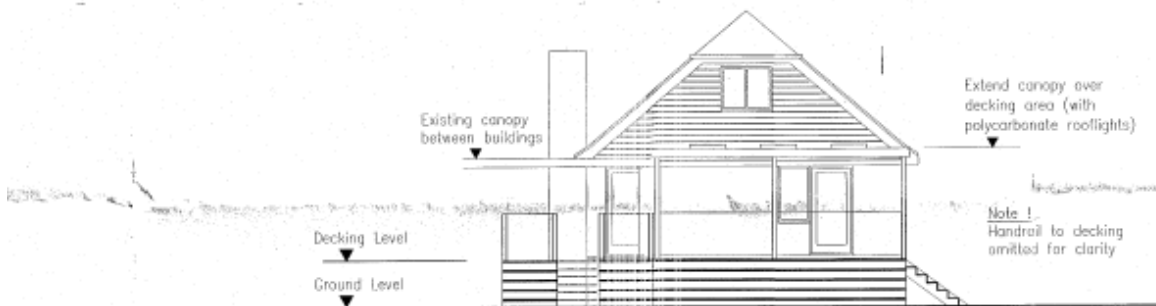 Existing canopy
between buildings
Extend canopy over
decking area (with
polycarbonate rooflights)
Decking Level
Ground Level
Note !
Handrail to decking
omitted for clarity